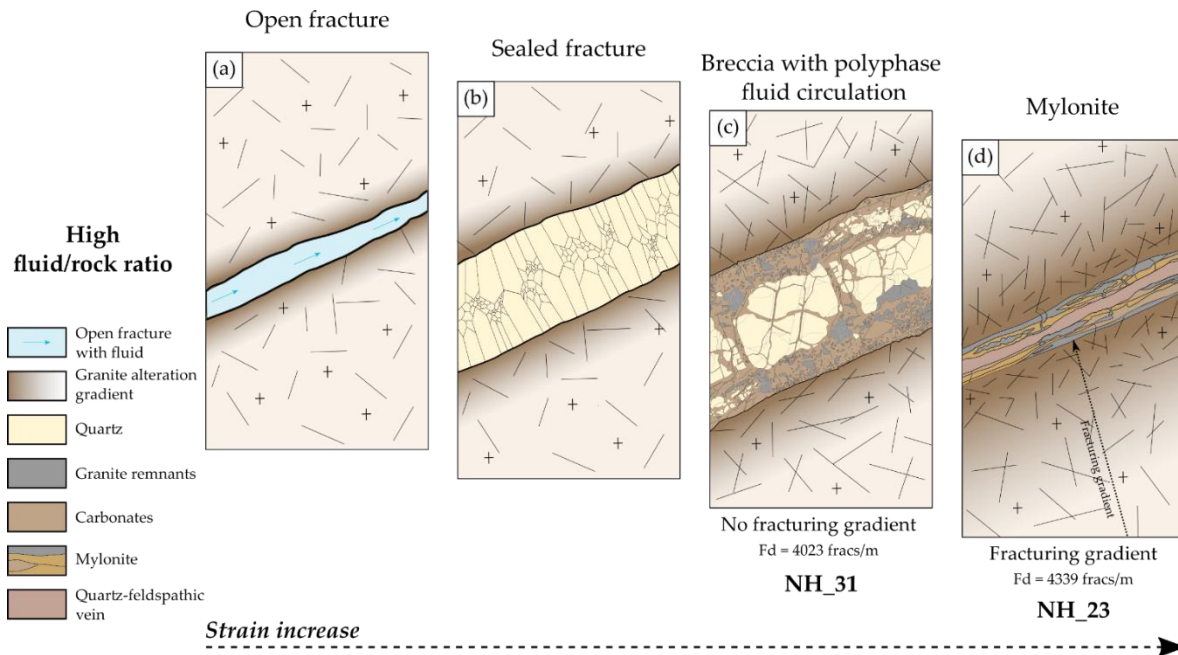 Open fracture
(a)
Sealed fracture
(b)
Breccia with polyphase
fluid circulation
(c)
Mylonite
(d)
High
fluid/rock ratio
Open fracture
with fluid
Granite alteration
gradient
Quartz
Granite remnants
Carbonates
Mylonite
Quartz-feldspathic
vein
Fracturing gradient
No fracturing gradient
Fd = 4023 fracs/m
NH_31
Fracturing gradient
Fd = 4339 fracs/m
NH_23
Strain increase